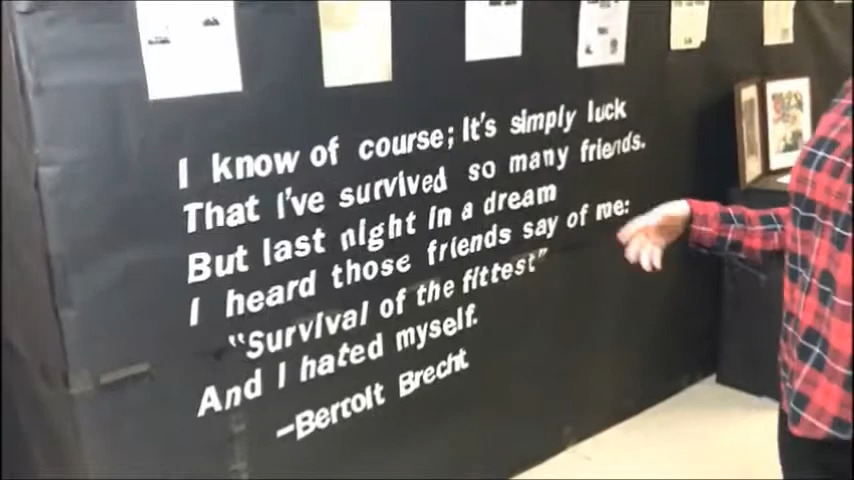 I know of course; It's simply luck
That I've survived so many friends.
But last night in a dream
I heard those friends say of me:
"Survival of the fittest"
And I hated myself.
-Bertolt Brecht